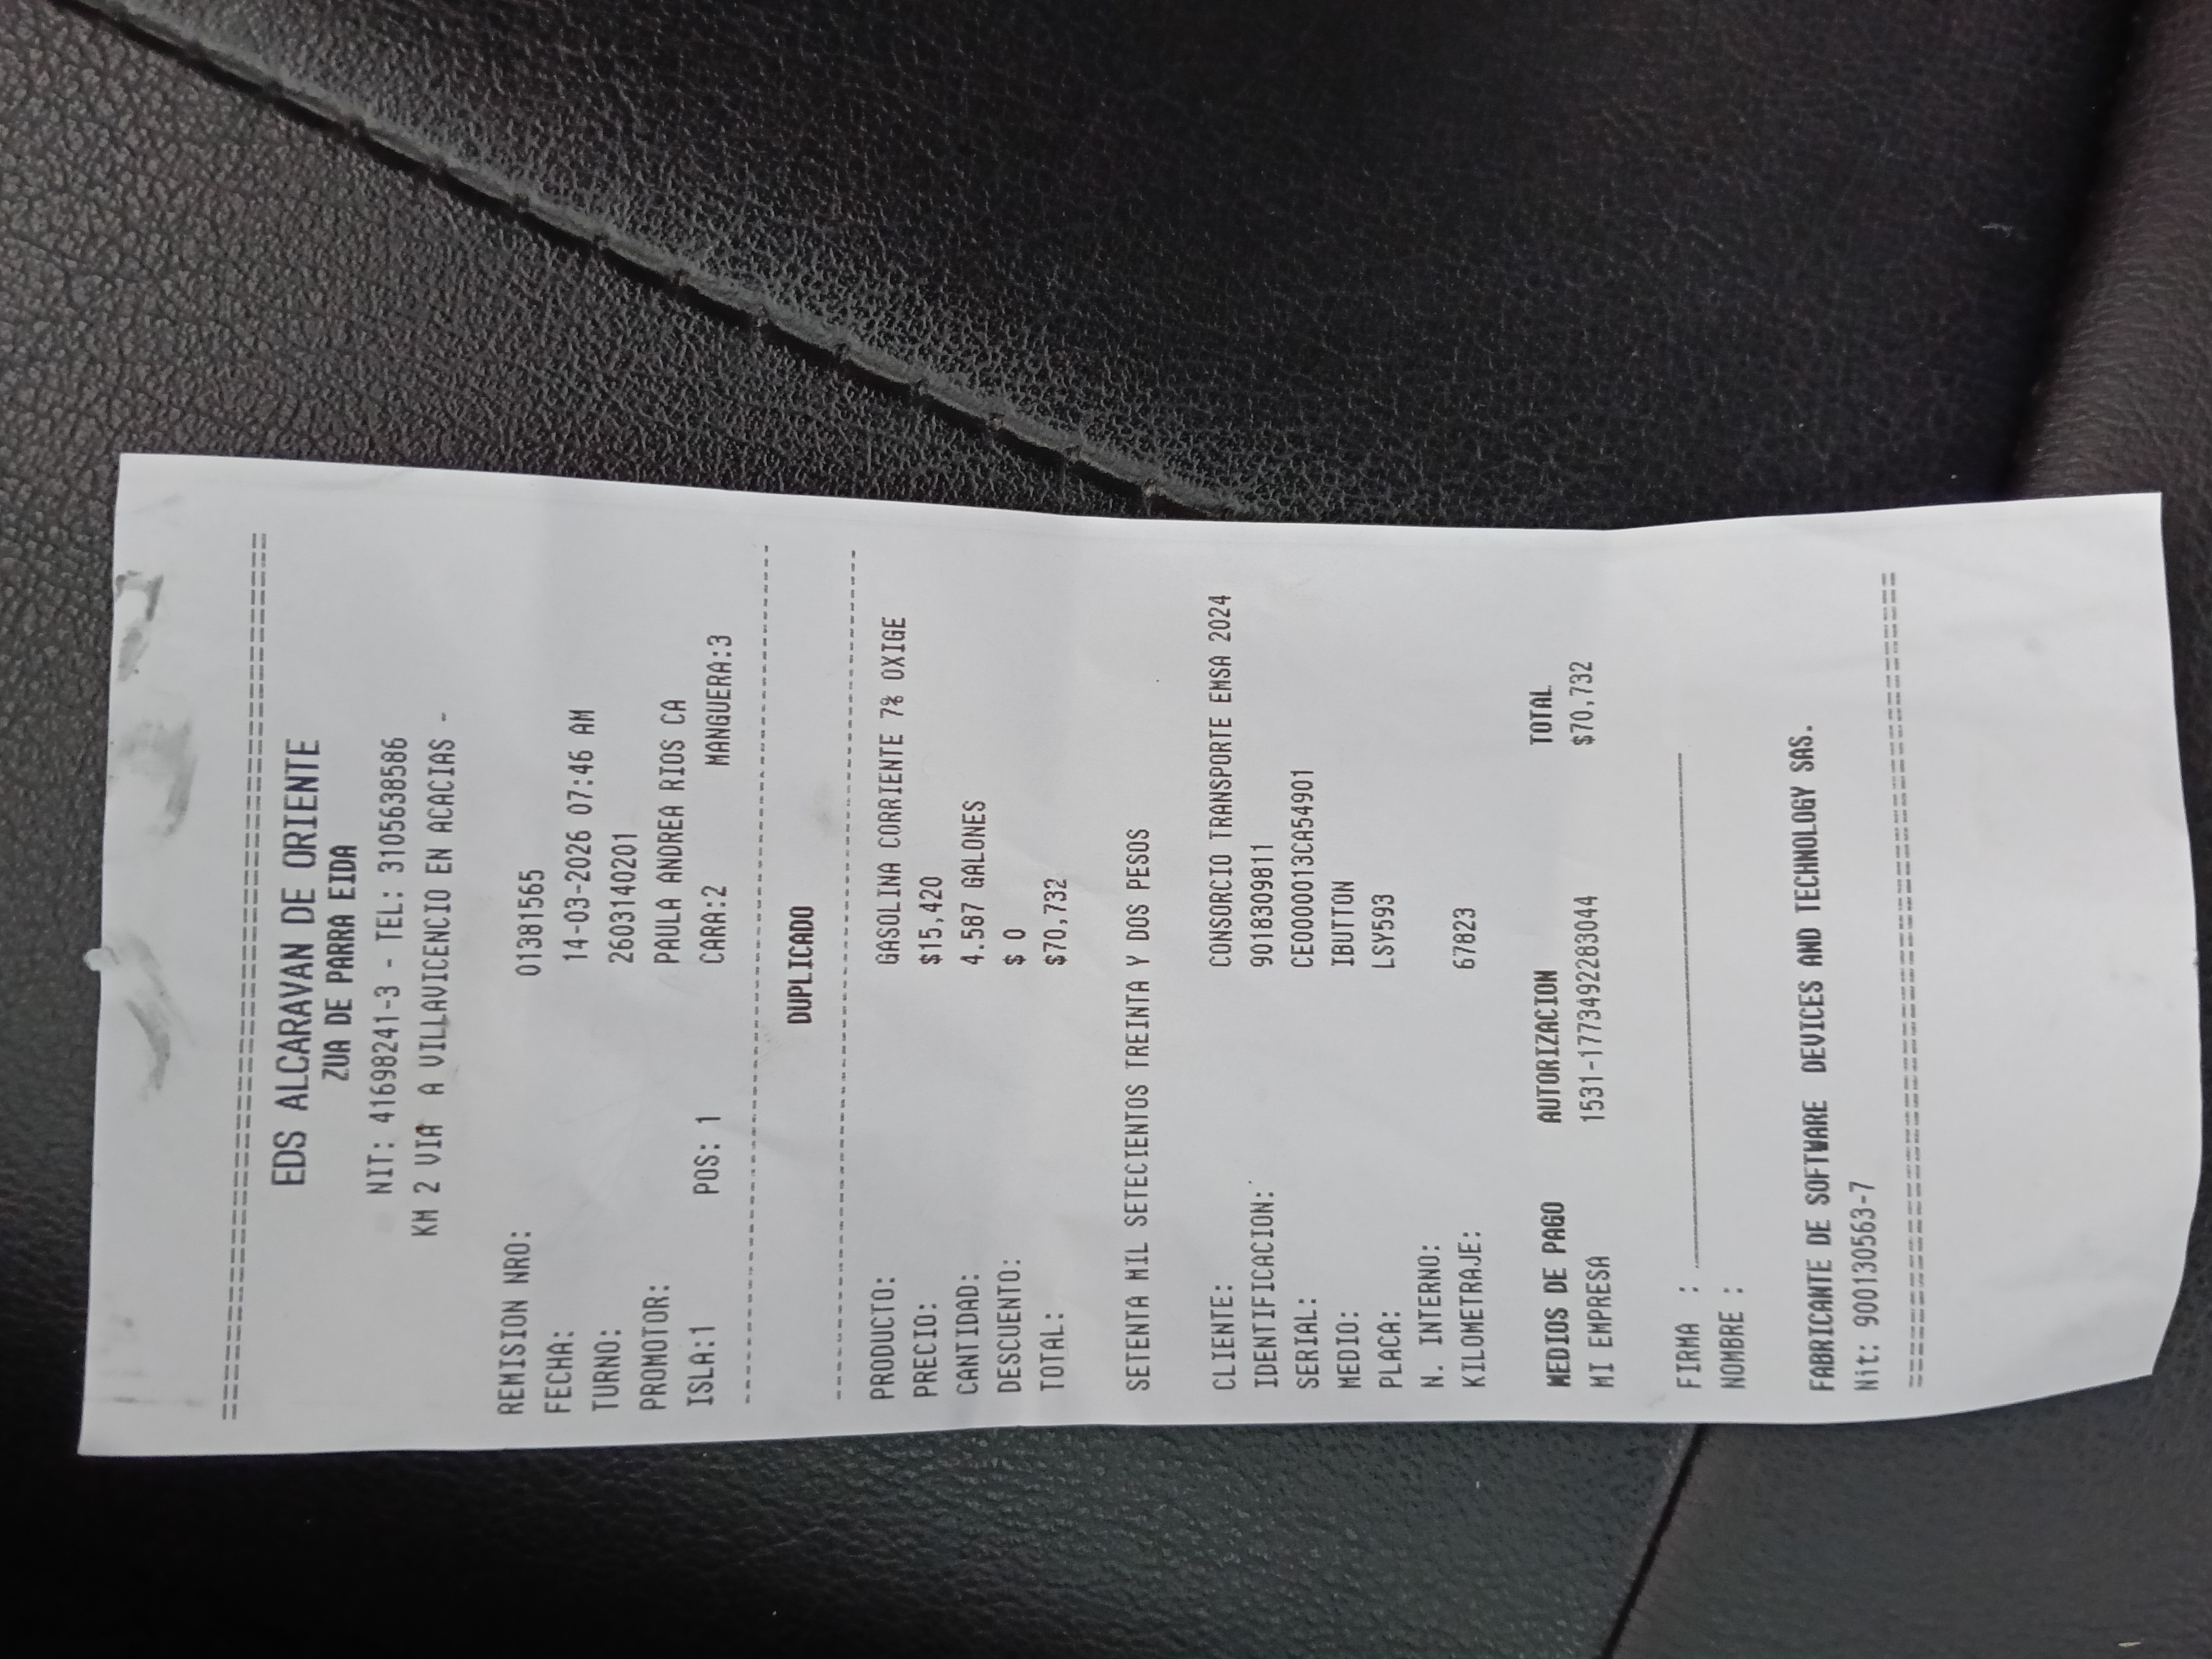 ================================================
EDS ALCARAVAN DE ORIENTE
ZUA DE PARRA EIDA
NIT: 41698241-3 - TEL: 3105638586
KM 2 VIA A VILLAVICENCIO EN ACACIAS -
REMISION NRO: 01381565
FECHA: 14-03-2026 07:46 AM
TURNO: 2603140201
PROMOTOR: PAULA ANDREA RIOS CA
ISLA:1 POS: 1 CARA:2 MANGUERA:3
------------------------------------------------
DUPLICADO
------------------------------------------------
PRODUCTO: GASOLINA CORRIENTE 7% OXIGE
PRECIO: $15,420
CANTIDAD: 4.587 GALONES
DESCUENTO: $ 0
TOTAL: $70,732
SETENTA MIL SETECIENTOS TREINTA Y DOS PESOS
CLIENTE: CONSORCIO TRANSPORTE EMSA 2024
IDENTIFICACION: 9018309811
SERIAL: CE0000013CA54901
MEDIO: IBUTTON
PLACA: LSY593
N. INTERNO:
KILOMETRAJE: 67823
MEDIOS DE PAGO AUTORIZACION TOTAL
MI EMPRESA 1531-1773492283044 $70,732
FIRMA : ______________________________
NOMBRE :
FABRICANTE DE SOFTWARE DEVICES AND TECHNOLOGY SAS.
Nit: 900130563-7
================================================